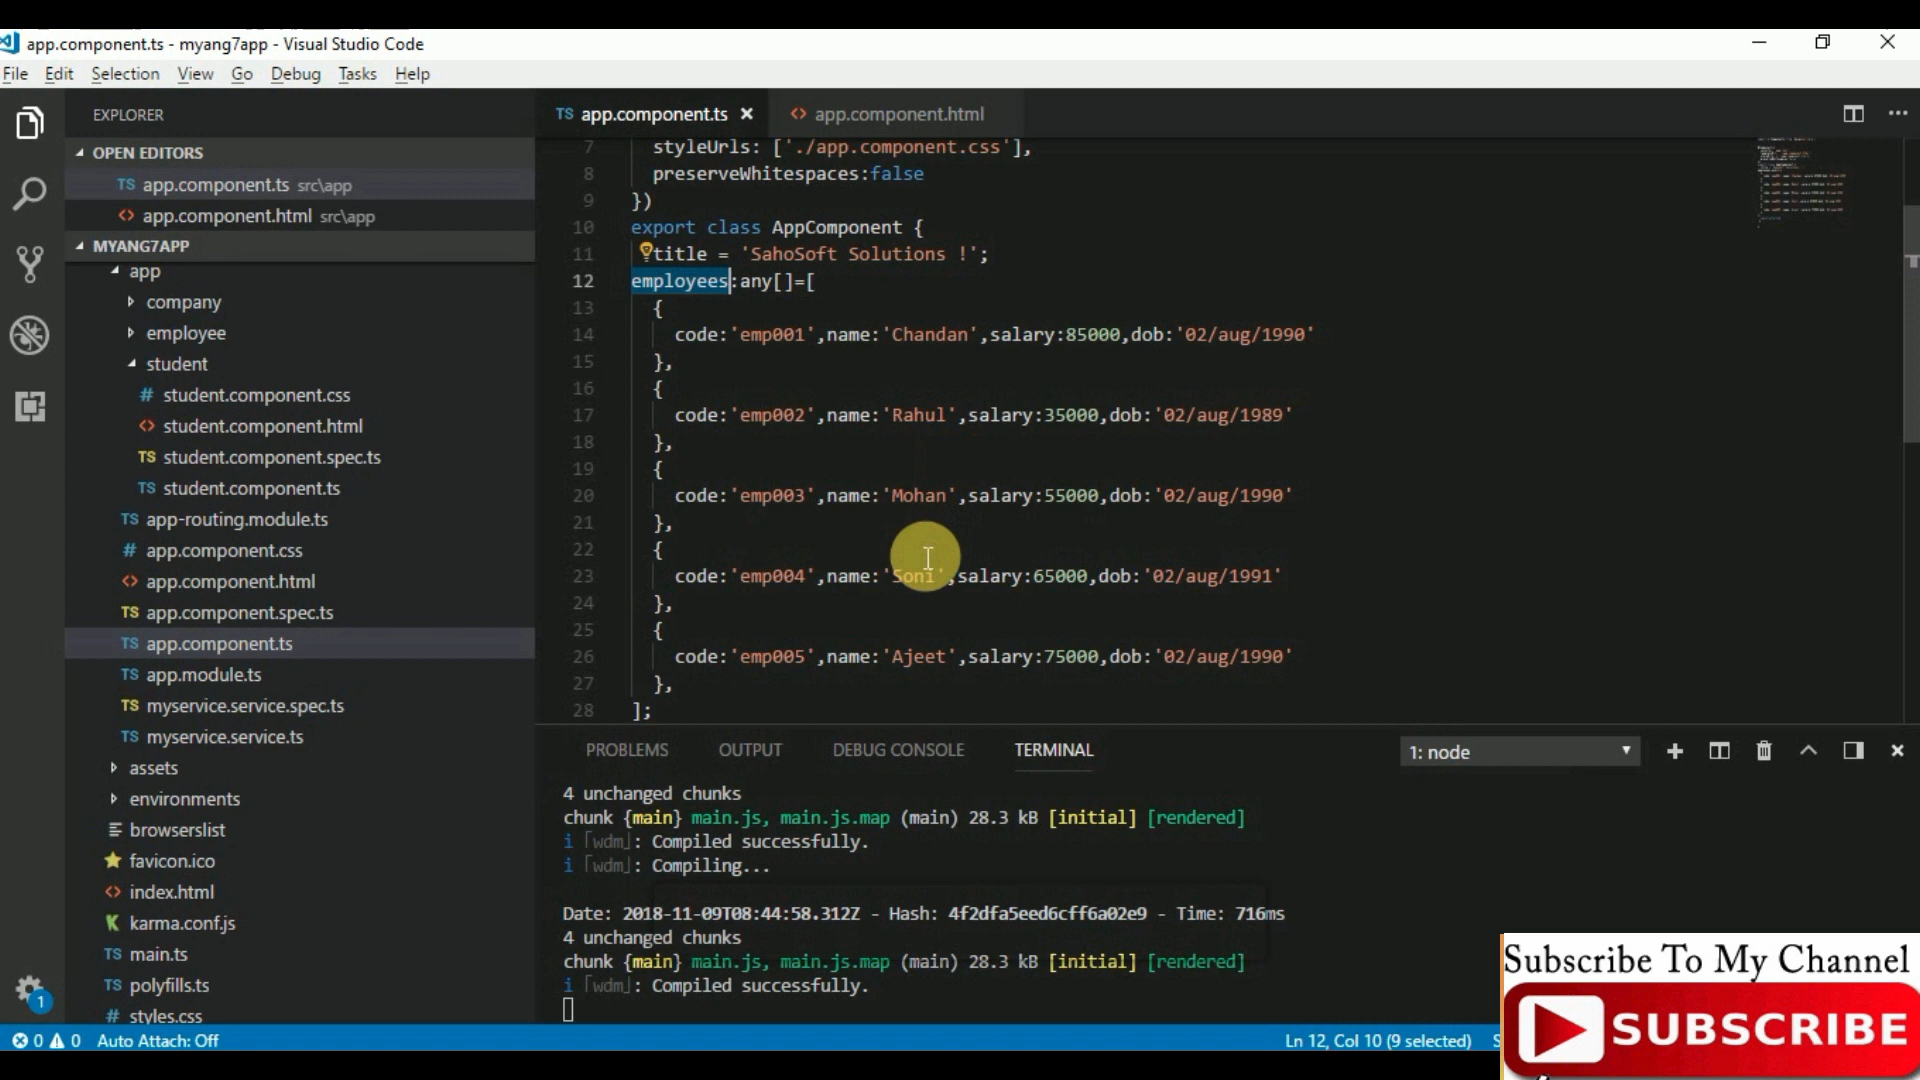 app.component.ts - myang7app - Visual Studio Code
File Edit Selection View Go Debug Tasks Help
EXPLORER
OPEN EDITORS
TS app.component.ts src\app
<> app.component.html src\app
MYANG7APP
app
company
employee
student
# student.component.css
<> student.component.html
TS student.component.spec.ts
TS student.component.ts
TS app-routing.module.ts
# app.component.css
<> app.component.html
TS app.component.spec.ts
TS app.component.ts
TS app.module.ts
TS myservice.service.spec.ts
TS myservice.service.ts
assets
environments
browserslist
favicon.ico
<> index.html
K karma.conf.js
TS main.ts
TS polyfills.ts
# styles.css
1
TS app.component.ts
<> app.component.html
7 styleUrls: ['./app.component.css'],
8 preserveWhitespaces:false
9 })
10 export class AppComponent {
11 title = 'SahoSoft Solutions !';
12 employees:any[]=[
13 {
14 code:'emp001',name:'Chandan',salary:85000,dob:'02/aug/1990'
15 },
16 {
17 code:'emp002',name:'Rahul',salary:35000,dob:'02/aug/1989'
18 },
19 {
20 code:'emp003',name:'Mohan',salary:55000,dob:'02/aug/1990'
21 },
22 {
23 code:'emp004',name:'Soni',salary:65000,dob:'02/aug/1991'
24 },
25 {
26 code:'emp005',name:'Ajeet',salary:75000,dob:'02/aug/1990'
27 },
28 ];
PROBLEMS OUTPUT DEBUG CONSOLE TERMINAL
1: node
4 unchanged chunks
chunk {main} main.js, main.js.map (main) 28.3 kB [initial] [rendered]
i ｢wdm｣: Compiled successfully.
i ｢wdm｣: Compiling...
Date: 2018-11-09T08:44:58.312Z - Hash: 4f2dfa5eed6cff6a02e9 - Time: 716ms
4 unchanged chunks
chunk {main} main.js, main.js.map (main) 28.3 kB [initial] [rendered]
i ｢wdm｣: Compiled successfully.
0 0 Auto Attach: Off
Ln 12, Col 10 (9 selected)
Subscribe To My Channel
SUBSCRIBE